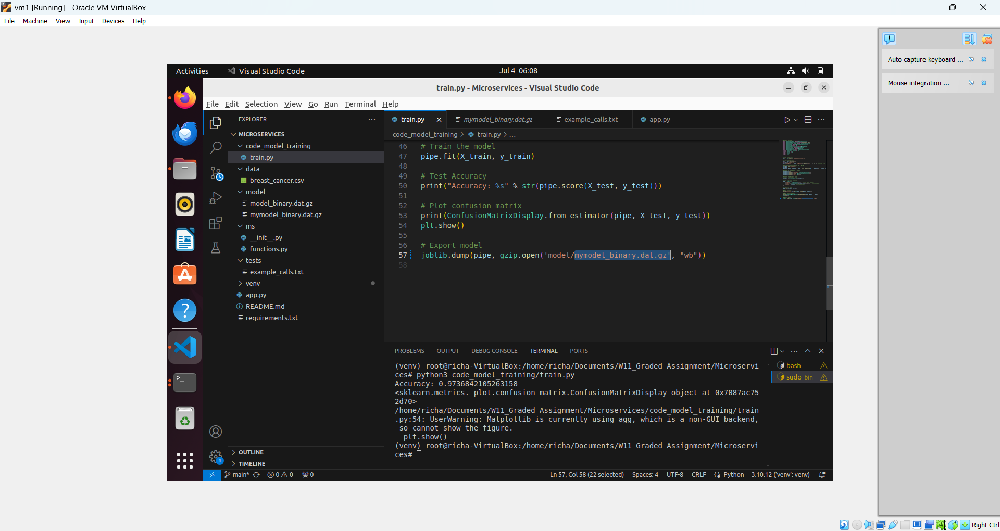 vm1 [Running] - Oracle VM VirtualBox
File Machine View Input Devices Help
Auto capture keyboard ...
Mouse integration ...
Activities Visual Studio Code Jul 4 06:08
train.py - Microservices - Visual Studio Code
File Edit Selection View Go Run Terminal Help
EXPLORER
MICROSERVICES
code_model_training
train.py
data
breast_cancer.csv
model
model_binary.dat.gz
mymodel_binary.dat.gz
ms
__init__.py
functions.py
tests
example_calls.txt
venv
app.py
README.md
requirements.txt
OUTLINE
TIMELINE
train.py mymodel_binary.dat.gz example_calls.txt app.py
code_model_training > train.py > ...
46 # Train the model
47 pipe.fit(X_train, y_train)
48
49 # Test Accuracy
50 print("Accuracy: %s" % str(pipe.score(X_test, y_test)))
51
52 # Plot confusion matrix
53 print(ConfusionMatrixDisplay.from_estimator(pipe, X_test, y_test))
54 plt.show()
55
56 # Export model
57 joblib.dump(pipe, gzip.open('model/mymodel_binary.dat.gz', "wb"))
58
PROBLEMS OUTPUT DEBUG CONSOLE TERMINAL PORTS
(venv) root@richa-VirtualBox:/home/richa/Documents/W11_Graded Assignment/Microservi
ces# python3 code_model_training/train.py
Accuracy: 0.9736842105263158
<sklearn.metrics._plot.confusion_matrix.ConfusionMatrixDisplay object at 0x7087ac75
2d70>
/home/richa/Documents/W11_Graded Assignment/Microservices/code_model_training/train
.py:54: UserWarning: Matplotlib is currently using agg, which is a non-GUI backend,
so cannot show the figure.
plt.show()
(venv) root@richa-VirtualBox:/home/richa/Documents/W11_Graded Assignment/Microservi
ces#
bash
sudo bin
1
main* 0 0 0 Ln 57, Col 58 (22 selected) Spaces: 4 UTF-8 CRLF Python 3.10.12 ('venv': venv)
Right Ctrl